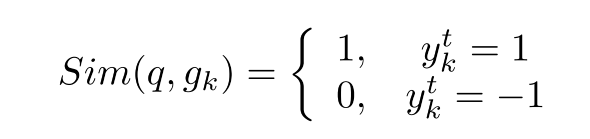 Sim(q, g_k) = { 1, y_k^t = 1
0, y_k^t = −1